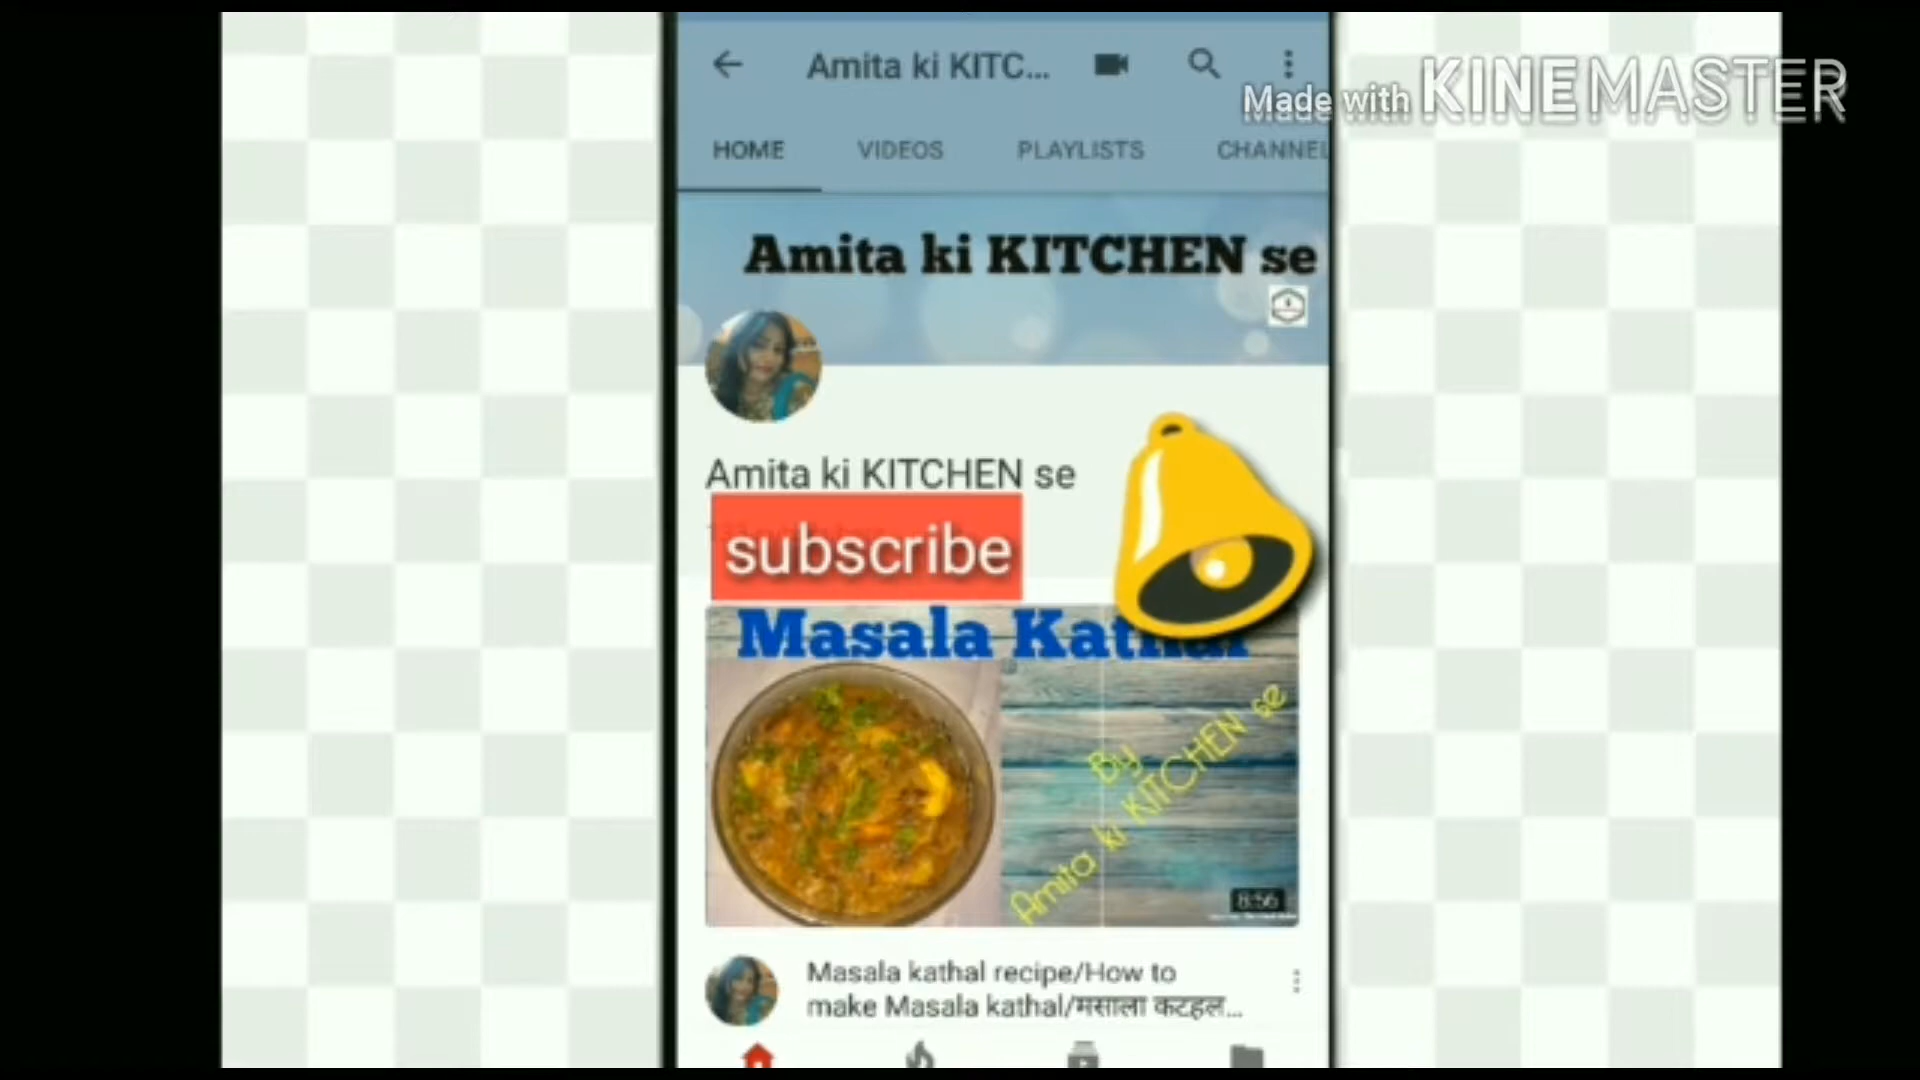 Amita ki KITC...
Made with KINEMASTER
HOME VIDEOS PLAYLISTS CHANNEL
Amita ki KITCHEN se
Amita ki KITCHEN se
subscribe
Masala
By
Amita ki KITCHEN se
8:56
Masala kathal recipe/How to
make Masala kathal/मसाला कटहल...